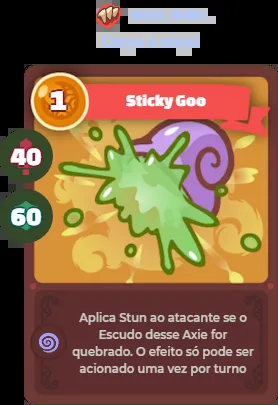 1
Sticky Goo
40
60
Aplica Stun ao atacante se o
Escudo desse Axie for
quebrado. O efeito só pode ser
acionado uma vez por turno